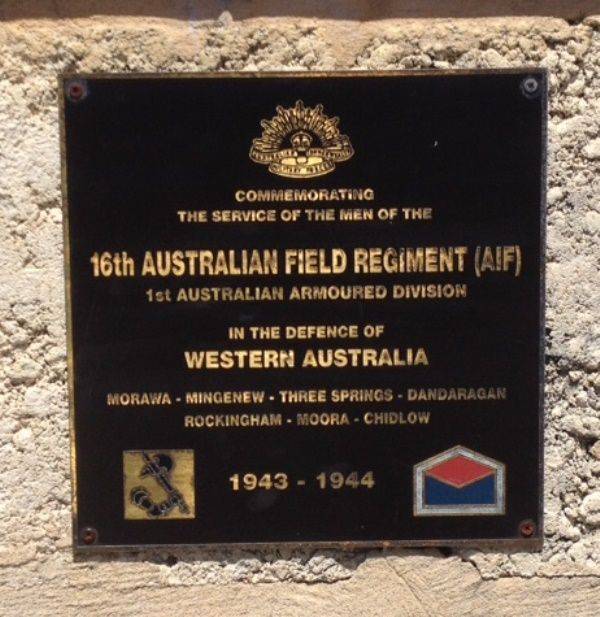 COMMEMORATING
THE SERVICE OF THE MEN OF THE
16th AUSTRALIAN FIELD REGIMENT (AIF)
1st AUSTRALIAN ARMOURED DIVISION
IN THE DEFENCE OF
WESTERN AUSTRALIA
MORAWA - MINGENEW - THREE SPRINGS - DANDARAGAN
ROCKINGHAM - MOORA - CHIDLOW
1943 - 1944